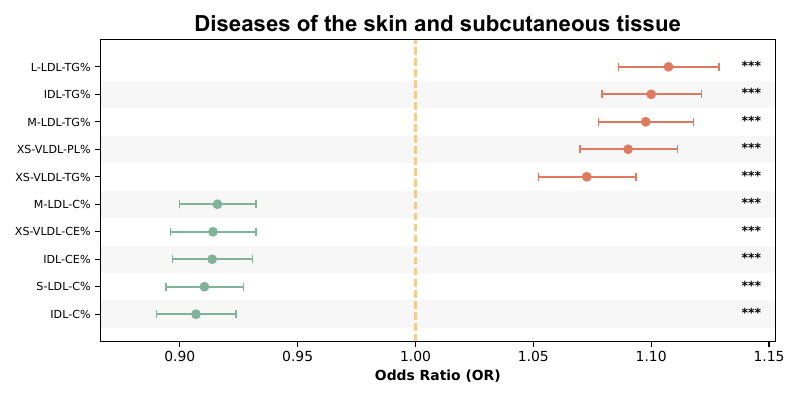 Diseases of the skin and subcutaneous tissue
L-LDL-TG% ***
IDL-TG% ***
M-LDL-TG% ***
XS-VLDL-PL% ***
XS-VLDL-TG% ***
M-LDL-C% ***
XS-VLDL-CE% ***
IDL-CE% ***
S-LDL-C% ***
IDL-C% ***
0.90 0.95 1.00 1.05 1.10 1.15
Odds Ratio (OR)